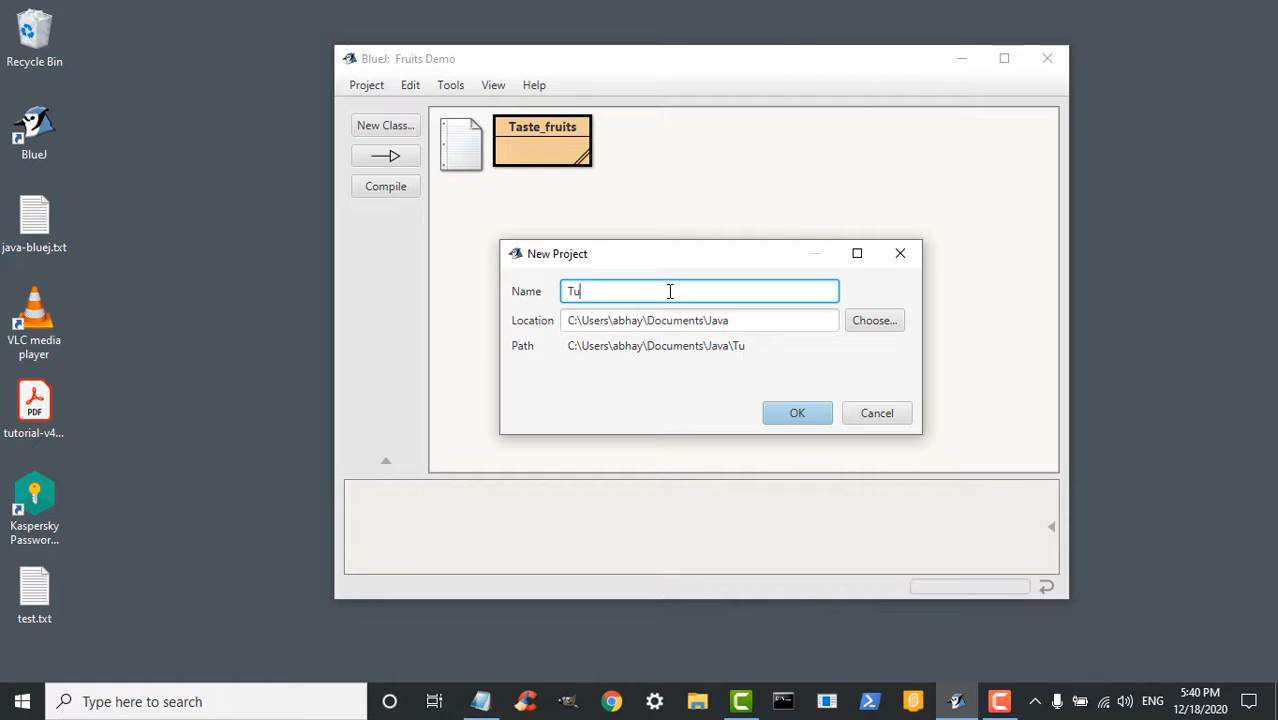 Recycle Bin
BlueJ
java-bluej.txt
VLC media
player
PDF
tutorial-v4...
Kaspersky
Passwor...
test.txt
BlueJ: Fruits Demo
Project Edit Tools View Help
New Class...
Compile
Taste_fruits
New Project
Name Tu
Location C:\Users\abhay\Documents\Java Choose...
Path C:\Users\abhay\Documents\Java\Tu
OK Cancel
Type here to search
ENG
5:40 PM
12/18/2020